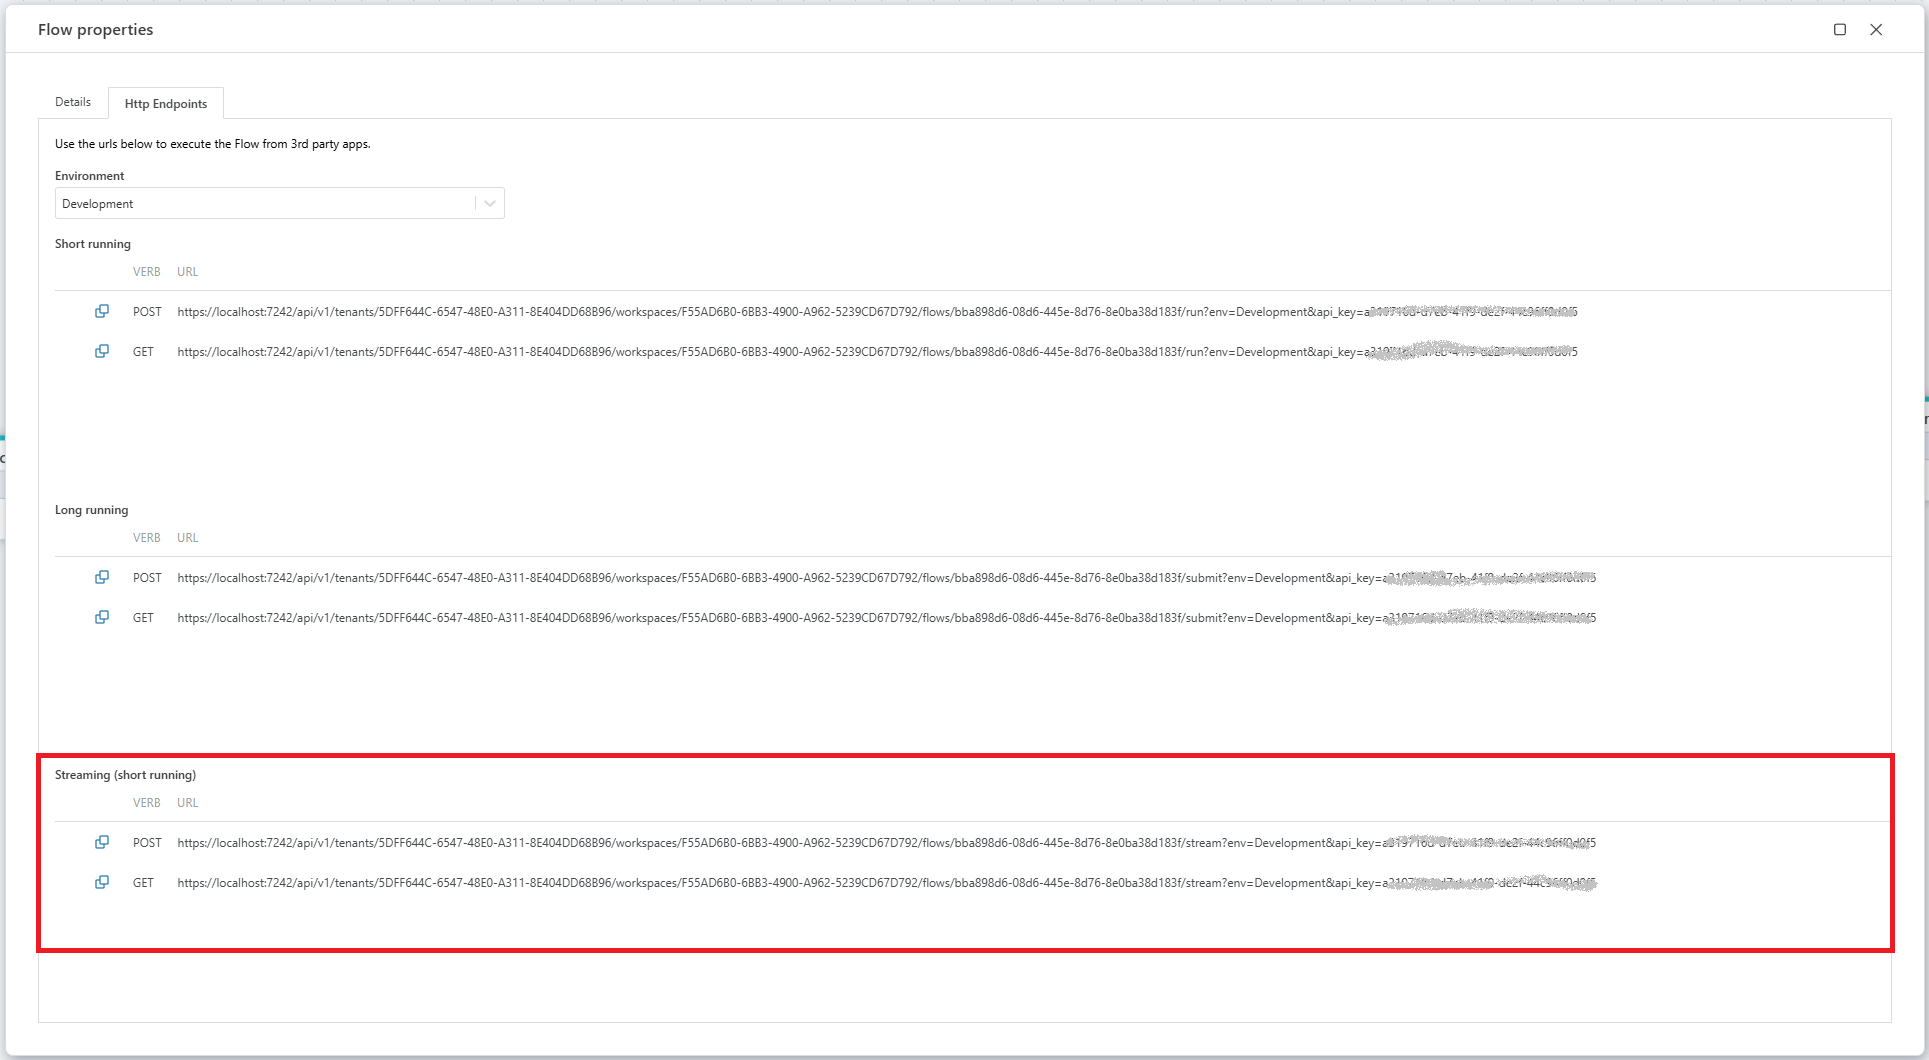 Flow properties
Details
Http Endpoints
Use the urls below to execute the Flow from 3rd party apps.
Environment
Development
Short running
VERB URL
POST https://localhost:7242/api/v1/tenants/5DFF644C-6547-48E0-A311-8E404DD68B96/workspaces/F55AD6B0-6BB3-4900-A962-5239CD67D792/flows/bba898d6-08d6-445e-8d76-8e0ba38d183f/run?env=Development&api_key=
GET https://localhost:7242/api/v1/tenants/5DFF644C-6547-48E0-A311-8E404DD68B96/workspaces/F55AD6B0-6BB3-4900-A962-5239CD67D792/flows/bba898d6-08d6-445e-8d76-8e0ba38d183f/run?env=Development&api_key=
Long running
VERB URL
POST https://localhost:7242/api/v1/tenants/5DFF644C-6547-48E0-A311-8E404DD68B96/workspaces/F55AD6B0-6BB3-4900-A962-5239CD67D792/flows/bba898d6-08d6-445e-8d76-8e0ba38d183f/submit?env=Development&api_key=
GET https://localhost:7242/api/v1/tenants/5DFF644C-6547-48E0-A311-8E404DD68B96/workspaces/F55AD6B0-6BB3-4900-A962-5239CD67D792/flows/bba898d6-08d6-445e-8d76-8e0ba38d183f/submit?env=Development&api_key=
Streaming (short running)
VERB URL
POST https://localhost:7242/api/v1/tenants/5DFF644C-6547-48E0-A311-8E404DD68B96/workspaces/F55AD6B0-6BB3-4900-A962-5239CD67D792/flows/bba898d6-08d6-445e-8d76-8e0ba38d183f/stream?env=Development&api_key=
GET https://localhost:7242/api/v1/tenants/5DFF644C-6547-48E0-A311-8E404DD68B96/workspaces/F55AD6B0-6BB3-4900-A962-5239CD67D792/flows/bba898d6-08d6-445e-8d76-8e0ba38d183f/stream?env=Development&api_key=